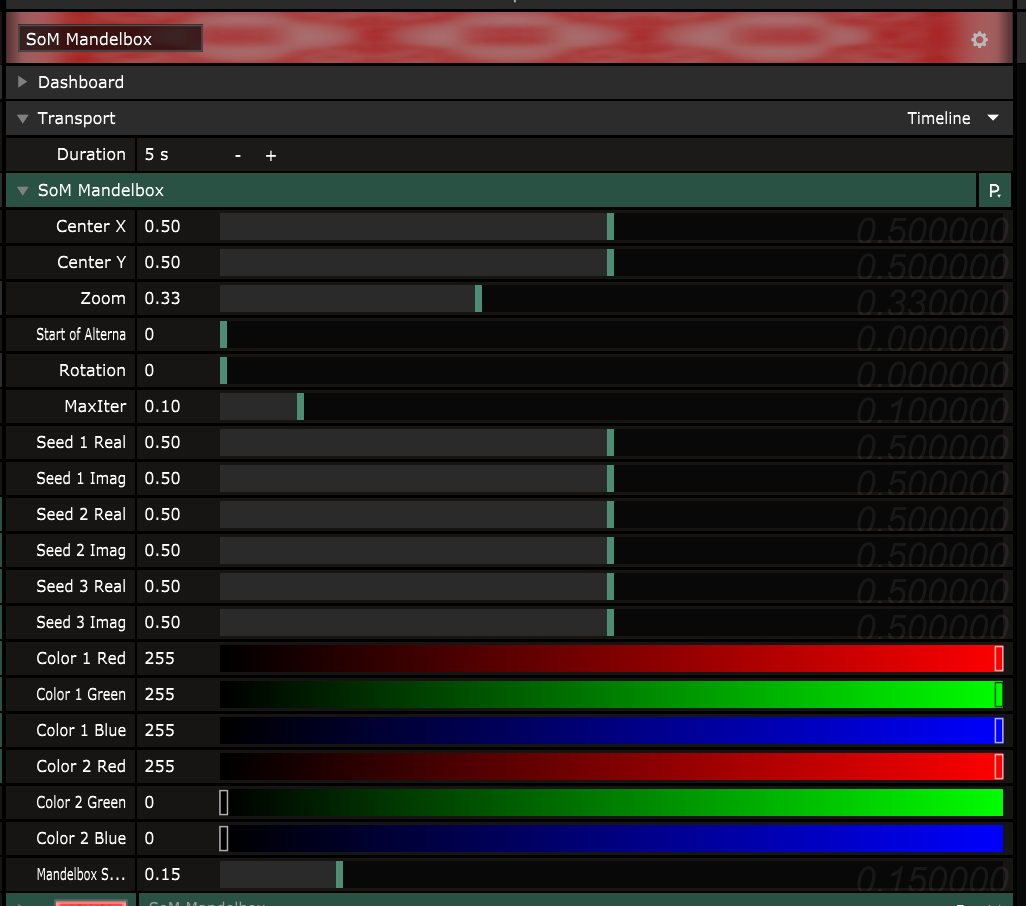 SoM Mandelbox
Dashboard
Transport Timeline
Duration 5 s - +
SoM Mandelbox P.
Center X 0.50 0.500000
Center Y 0.50 0.500000
Zoom 0.33 0.330000
Start of Alterna 0 0.000000
Rotation 0 0.000000
MaxIter 0.10 0.100000
Seed 1 Real 0.50 0.500000
Seed 1 Imag 0.50 0.500000
Seed 2 Real 0.50 0.500000
Seed 2 Imag 0.50 0.500000
Seed 3 Real 0.50 0.500000
Seed 3 Imag 0.50 0.500000
Color 1 Red 255
Color 1 Green 255
Color 1 Blue 255
Color 2 Red 255
Color 2 Green 0
Color 2 Blue 0
Mandelbox S... 0.15 0.150000
SoM Mandelbox